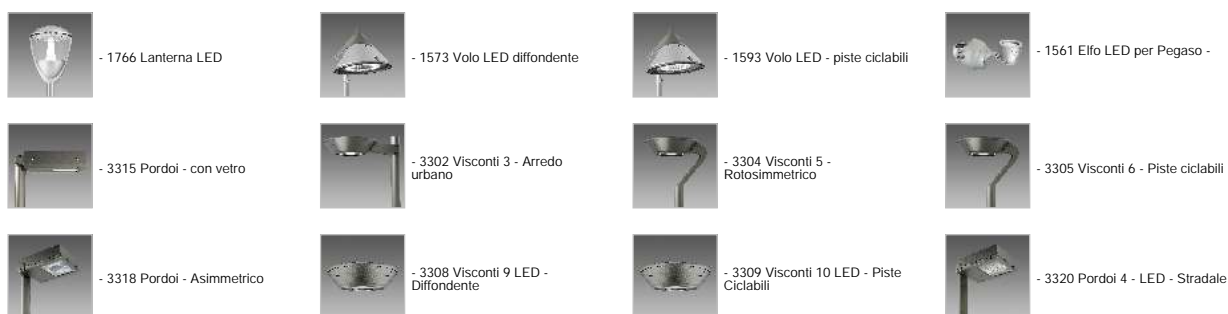 - 1766 Lanterna LED
- 1573 Volo LED diffondente
- 1593 Volo LED - piste ciclabili
- 1561 Elfo LED per Pegaso -
- 3315 Pordoi - con vetro
- 3302 Visconti 3 - Arredo
urbano
- 3304 Visconti 5 -
Rotosimmetrico
- 3305 Visconti 6 - Piste ciclabili
- 3318 Pordoi - Asimmetrico
- 3308 Visconti 9 LED -
Diffondente
- 3309 Visconti 10 LED - Piste
Ciclabili
- 3320 Pordoi 4 - LED - Stradale